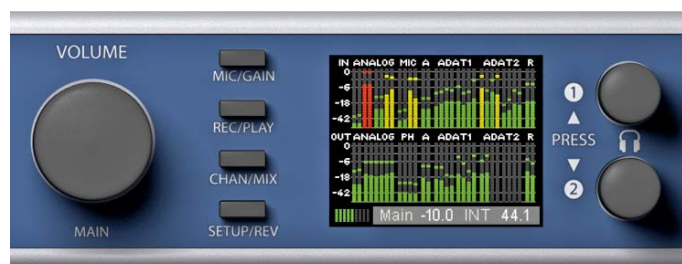 VOLUME
MAIN
MIC/GAIN
REC/PLAY
CHAN/MIX
SETUP/REV
IN ANALOG MIC A ADAT1 ADAT2 R
0
-6
-18
-42
OUT ANALOG PH A ADAT1 ADAT2 R
0
-6
-18
-42
Main -10.0 INT 44.1
1
PRESS
2